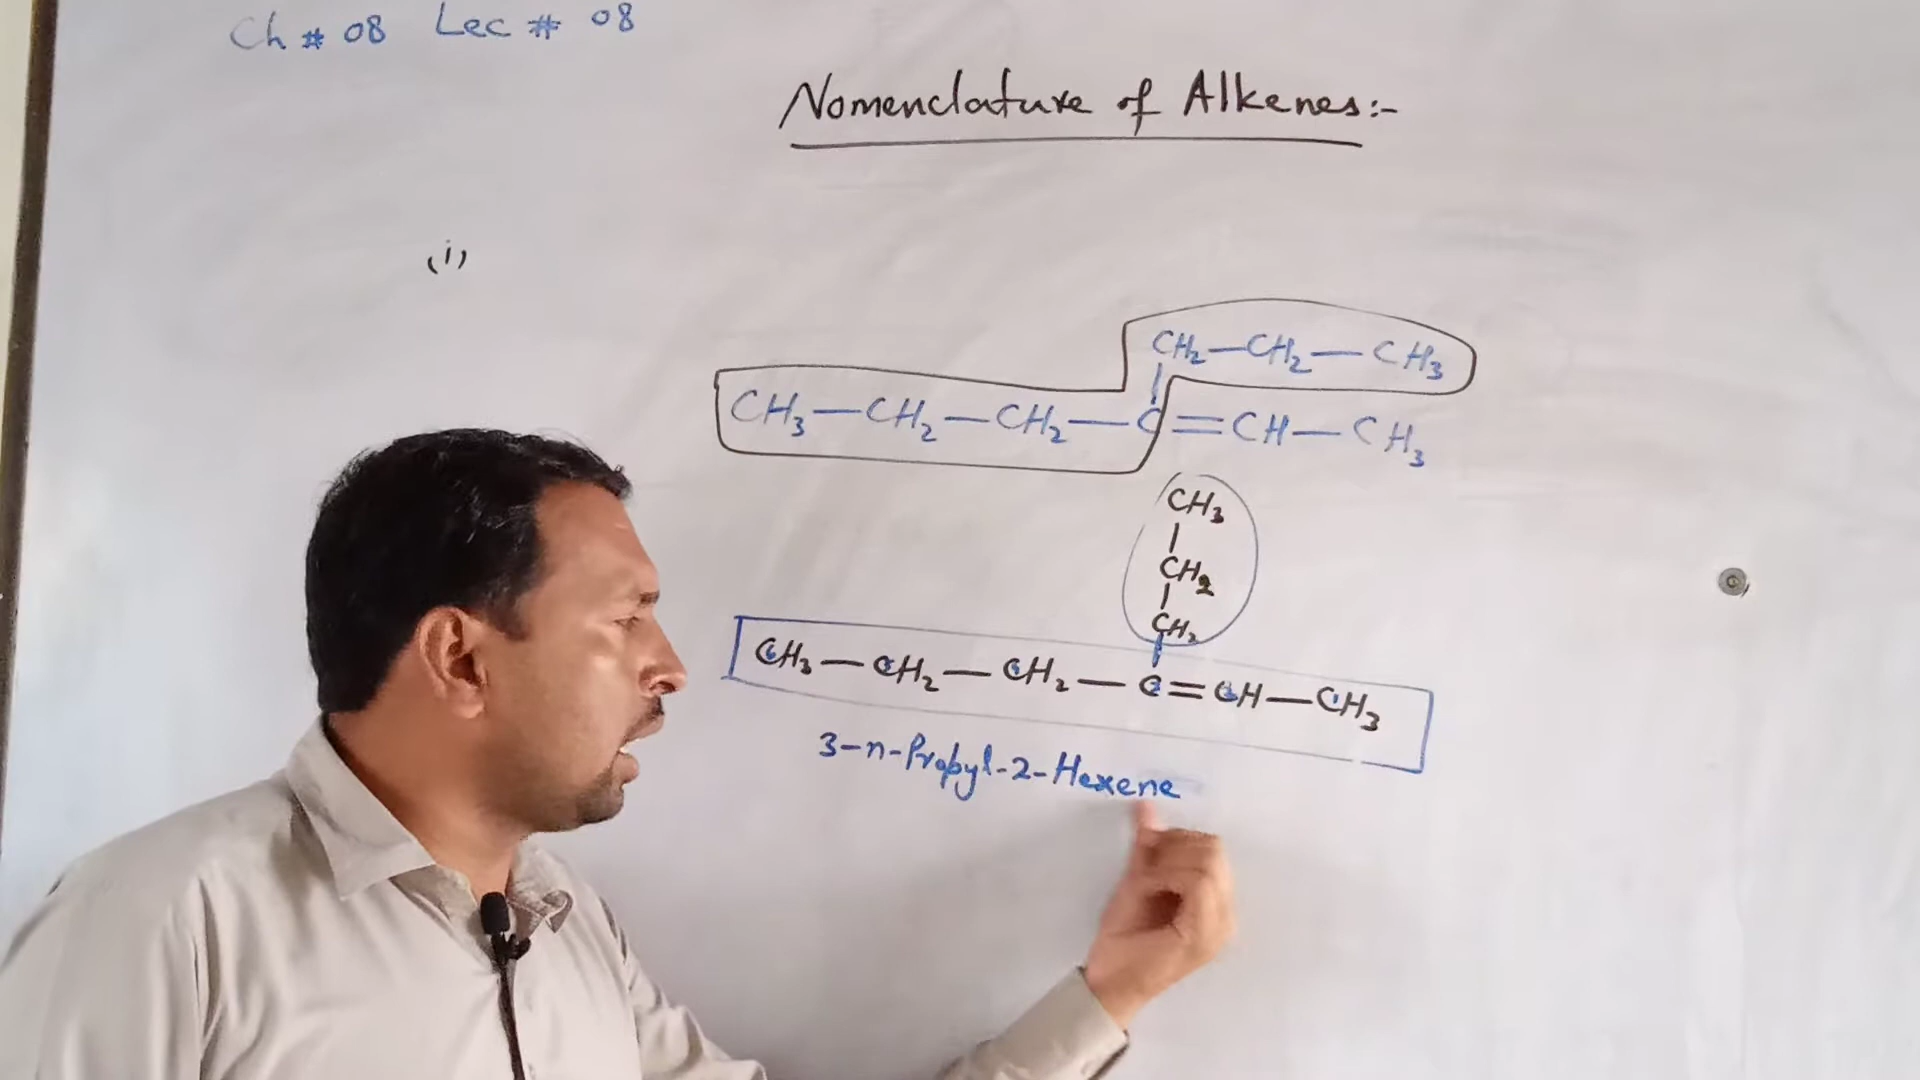 Ch # 08 Lec # 08
Nomenclature of Alkenes:-
(i)
CH₂—CH₂—CH₃
|
CH₃—CH₂—CH₂—C=CH—CH₃
CH₃
|
CH₂
|
CH₂
|
CH₃—CH₂—CH₂—C=CH—CH₃
3-n-Propyl-2-Hexene